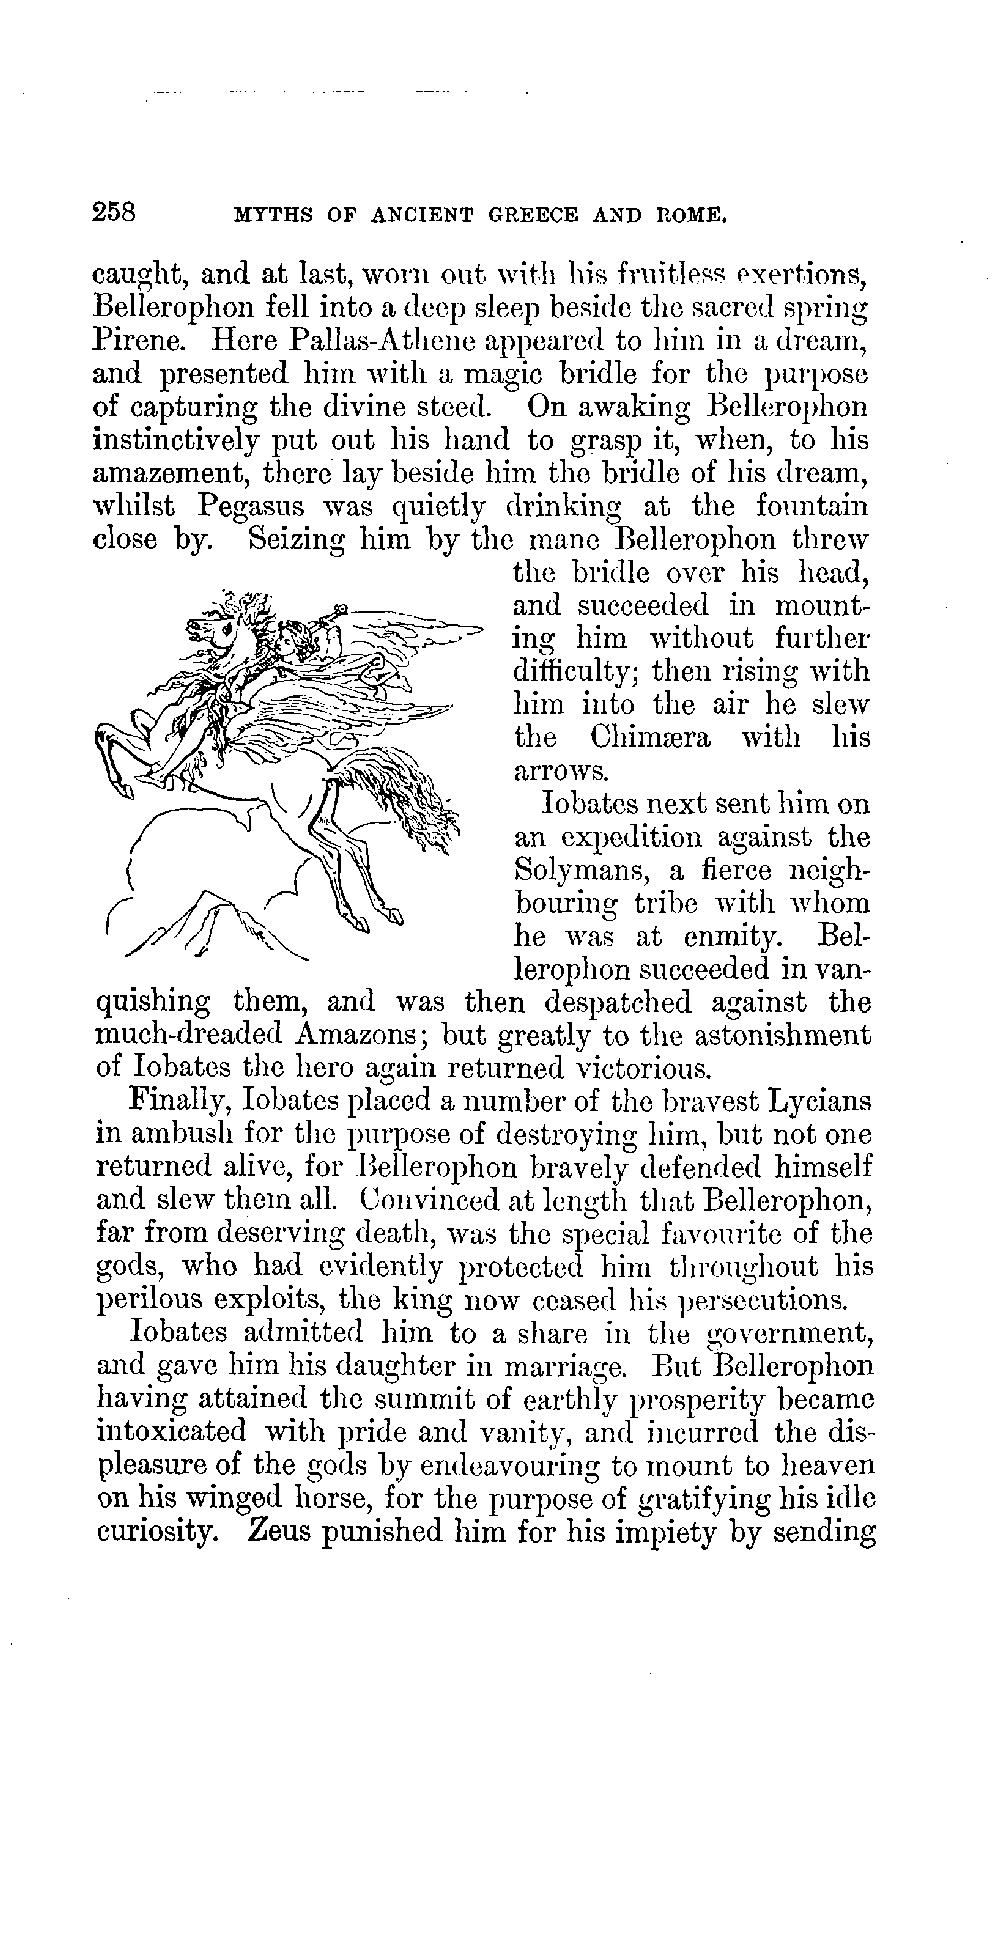 258 MYTHS OF ANCIENT GREECE AND ROME.
caught, and at last, worn out with his fruitless exertions,
Bellerophon fell into a deep sleep beside the sacred spring
Pirene. Here Pallas-Athene appeared to him in a dream,
and presented him with a magic bridle for the purpose
of capturing the divine steed. On awaking Bellerophon
instinctively put out his hand to grasp it, when, to his
amazement, there lay beside him the bridle of his dream,
whilst Pegasus was quietly drinking at the fountain
close by. Seizing him by the mane Bellerophon threw
the bridle over his head,
and succeeded in mount-
ing him without further
difficulty; then rising with
him into the air he slew
the Chimæra with his
arrows.
Iobates next sent him on
an expedition against the
Solymans, a fierce neigh-
bouring tribe with whom
he was at enmity. Bel-
lerophon succeeded in van-
quishing them, and was then despatched against the
much-dreaded Amazons; but greatly to the astonishment
of Iobates the hero again returned victorious.
Finally, Iobates placed a number of the bravest Lycians
in ambush for the purpose of destroying him, but not one
returned alive, for Bellerophon bravely defended himself
and slew them all. Convinced at length that Bellerophon,
far from deserving death, was the special favourite of the
gods, who had evidently protected him throughout his
perilous exploits, the king now ceased his persecutions.
Iobates admitted him to a share in the government,
and gave him his daughter in marriage. But Bellerophon
having attained the summit of earthly prosperity became
intoxicated with pride and vanity, and incurred the dis-
pleasure of the gods by endeavouring to mount to heaven
on his winged horse, for the purpose of gratifying his idle
curiosity. Zeus punished him for his impiety by sending